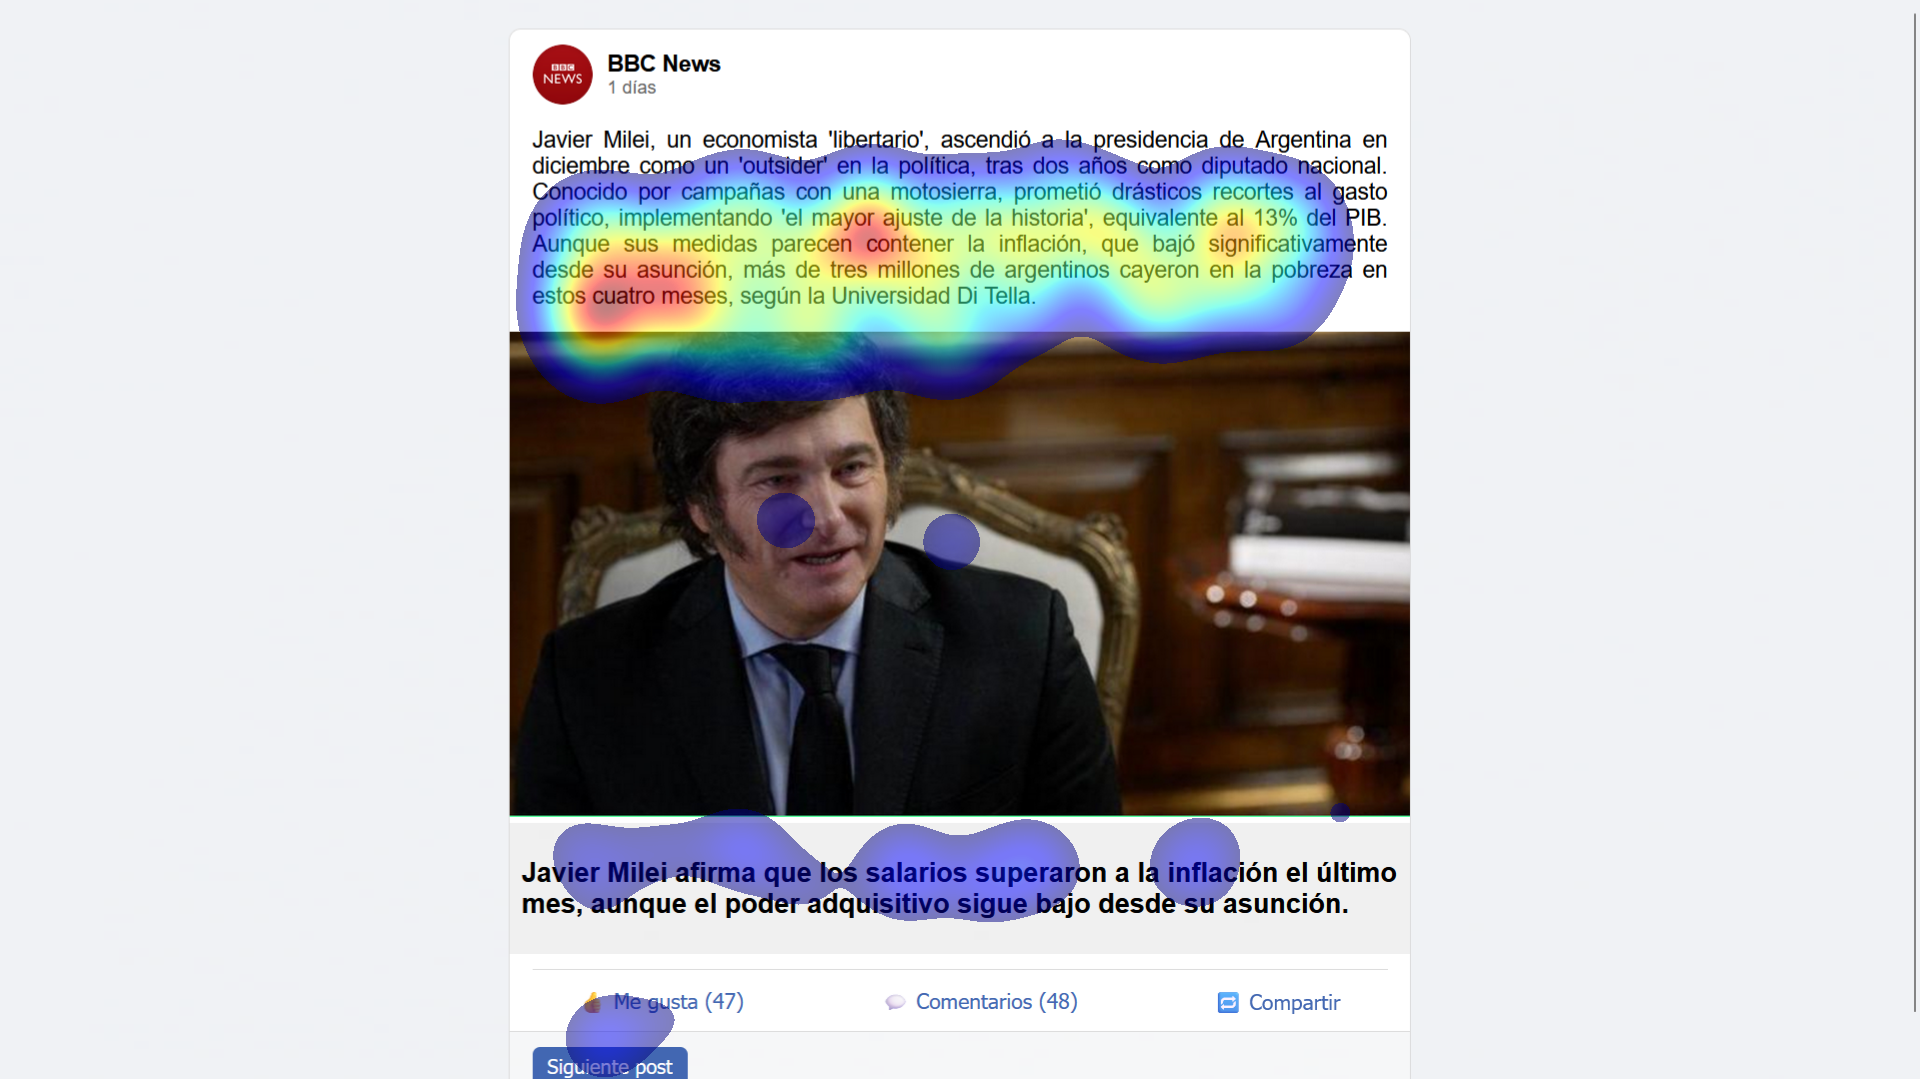 BBC
NEWS
BBC News
1 días
Javier Milei, un economista 'libertario', ascendió a la presidencia de Argentina en
diciembre como un 'outsider' en la política, tras dos años como diputado nacional.
Conocido por campañas con una motosierra, prometió drásticos recortes al gasto
político, implementando 'el mayor ajuste de la historia', equivalente al 13% del PIB.
Aunque sus medidas parecen contener la inflación, que bajó significativamente
desde su asunción, más de tres millones de argentinos cayeron en la pobreza en
estos cuatro meses, según la Universidad Di Tella.
Javier Milei afirma que los salarios superaron a la inflación el último
mes, aunque el poder adquisitivo sigue bajo desde su asunción.
Me gusta (47) Comentarios (48) Compartir
Siguiente post